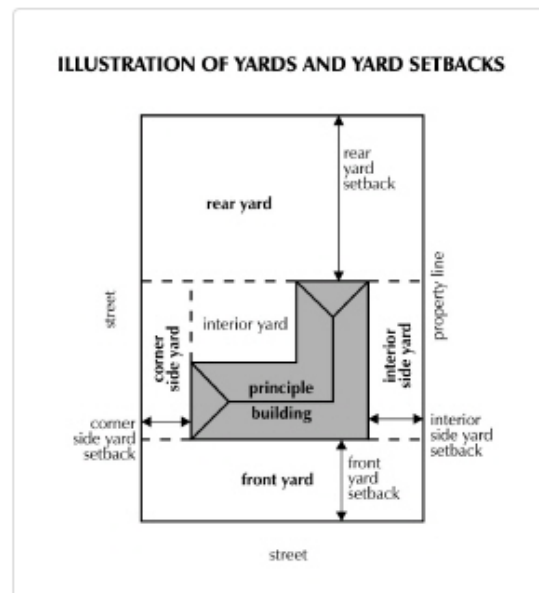 ILLUSTRATION OF YARDS AND YARD SETBACKS
rear
yard
setback
rear yard
street
property line
interior yard
corner
side yard
interior
side yard
principle
building
corner
side yard
setback
interior
side yard
setback
front yard
front
yard
setback
street